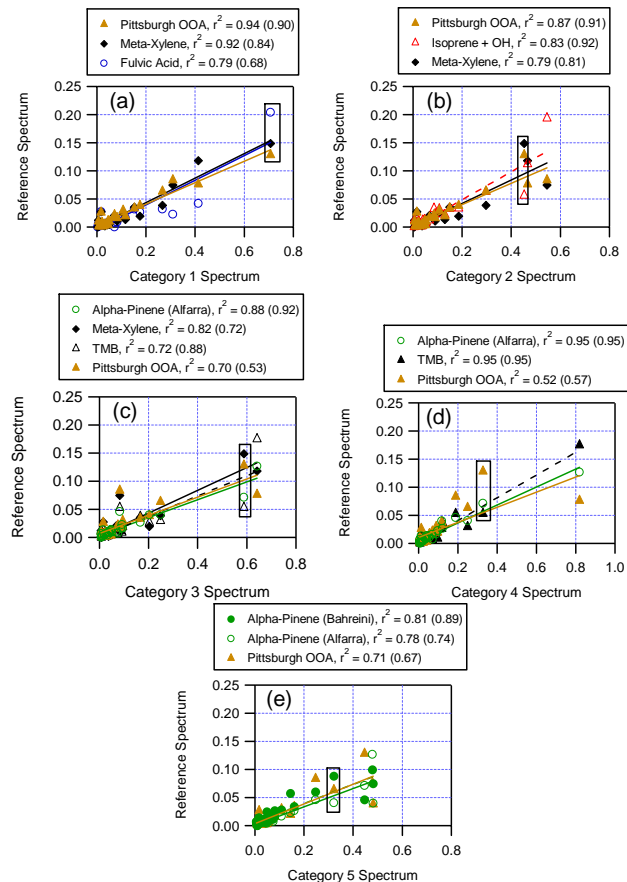 Pittsburgh OOA, r² = 0.94 (0.90)
Meta-Xylene, r² = 0.92 (0.84)
Fulvic Acid, r² = 0.79 (0.68)
(a)
0.25
0.20
0.15
0.10
0.05
0.00
Reference Spectrum
0.0 0.2 0.4 0.6 0.8
Category 1 Spectrum
Pittsburgh OOA, r² = 0.87 (0.91)
Isoprene + OH, r² = 0.83 (0.92)
Meta-Xylene, r² = 0.79 (0.81)
(b)
0.25
0.20
0.15
0.10
0.05
0.00
Reference Spectrum
0.0 0.2 0.4 0.6 0.8
Category 2 Spectrum
Alpha-Pinene (Alfarra), r² = 0.88 (0.92)
Meta-Xylene, r² = 0.82 (0.72)
TMB, r² = 0.72 (0.88)
Pittsburgh OOA, r² = 0.70 (0.53)
(c)
0.25
0.20
0.15
0.10
0.05
0.00
Reference Spectrum
0.0 0.2 0.4 0.6 0.8
Category 3 Spectrum
Alpha-Pinene (Alfarra), r² = 0.95 (0.95)
TMB, r² = 0.95 (0.95)
Pittsburgh OOA, r² = 0.52 (0.57)
(d)
0.25
0.20
0.15
0.10
0.05
0.00
Reference Spectrum
0.0 0.2 0.4 0.6 0.8 1.0
Category 4 Spectrum
Alpha-Pinene (Bahreini), r² = 0.81 (0.89)
Alpha-Pinene (Alfarra), r² = 0.78 (0.74)
Pittsburgh OOA, r² = 0.71 (0.67)
(e)
0.25
0.20
0.15
0.10
0.05
0.00
Reference Spectrum
0.0 0.2 0.4 0.6 0.8
Category 5 Spectrum